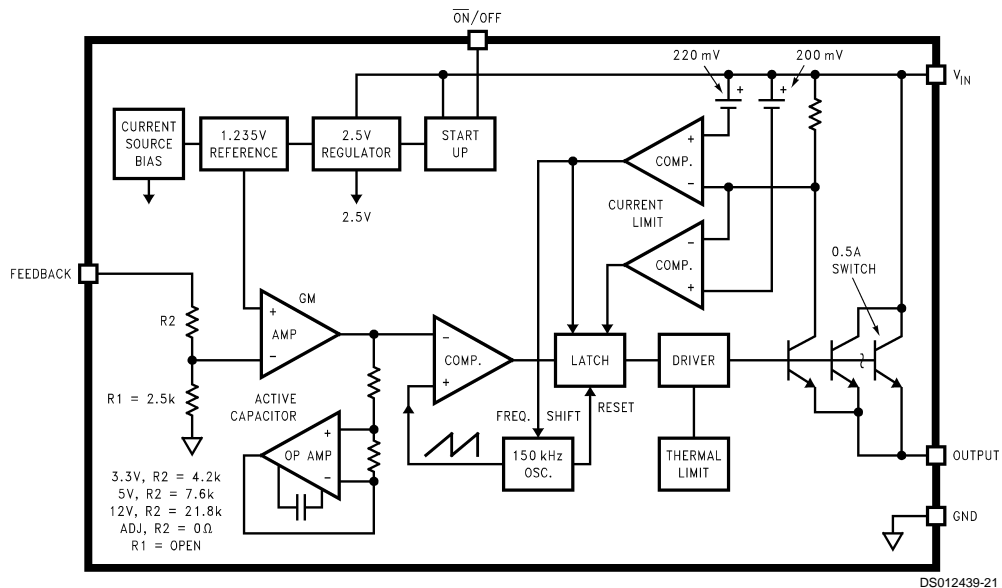 ON/OFF
220 mV
200 mV
+
+
VIN
CURRENT
SOURCE
BIAS
1.235V
REFERENCE
2.5V
REGULATOR
START
UP
2.5V
+
COMP.
−
CURRENT
LIMIT
−
COMP.
+
0.5A
SWITCH
FEEDBACK
R2
R1 = 2.5k
GM
+
AMP
−
−
COMP.
+
LATCH
DRIVER
ACTIVE
CAPACITOR
+
OP AMP
−
FREQ. SHIFT
RESET
150 kHz
OSC.
THERMAL
LIMIT
OUTPUT
GND
3.3V, R2 = 4.2k
5V, R2 = 7.6k
12V, R2 = 21.8k
ADJ, R2 = 0Ω
R1 = OPEN
DS012439-21